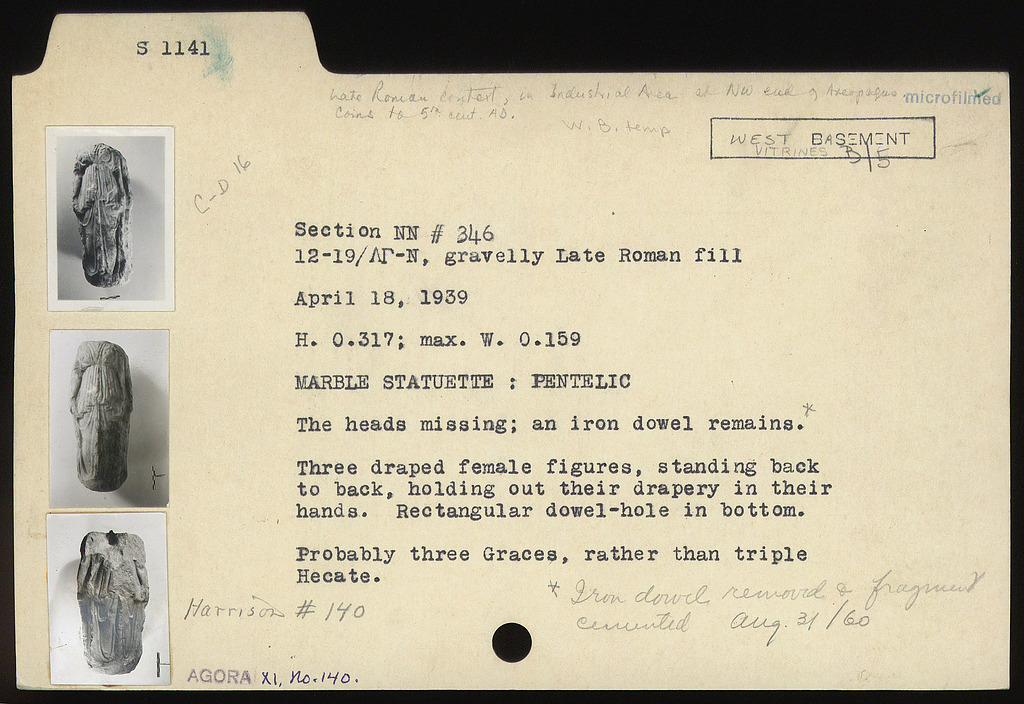 S 1141
Late Roman context, in Industrial Area at NW end of Areopagus.
Coins to 5th cent. AD.
microfilmed
W.B. temp
WEST BASEMENT
VITRINES B/5
C-D 16
Section NN # 346
12-19/ΛΓ-Ν, gravelly Late Roman fill
April 18, 1939
H. 0.317; max. W. 0.159
MARBLE STATUETTE : PENTELIC
The heads missing; an iron dowel remains.*
Three draped female figures, standing back
to back, holding out their drapery in their
hands. Rectangular dowel-hole in bottom.
Probably three Graces, rather than triple
Hecate.
* Iron dowel removed & fragment
cemented Aug. 31/60
Harrison # 140
AGORA XI, No. 140.